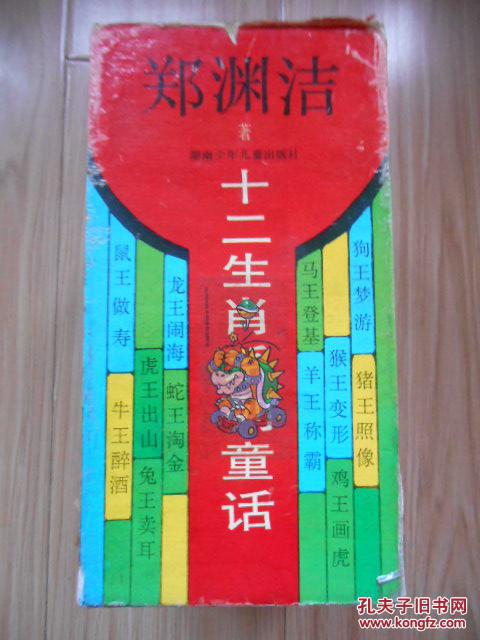 郑渊洁
著
湖南少年儿童出版社
十二生肖童话
鼠王做寿
牛王醉酒
虎王出山
兔王卖耳
龙王闹海
蛇王淘金
马王登基
羊王称霸
猴王变形
鸡王画虎
狗王梦游
猪王照像
孔夫子旧书网
www.kongfz.com